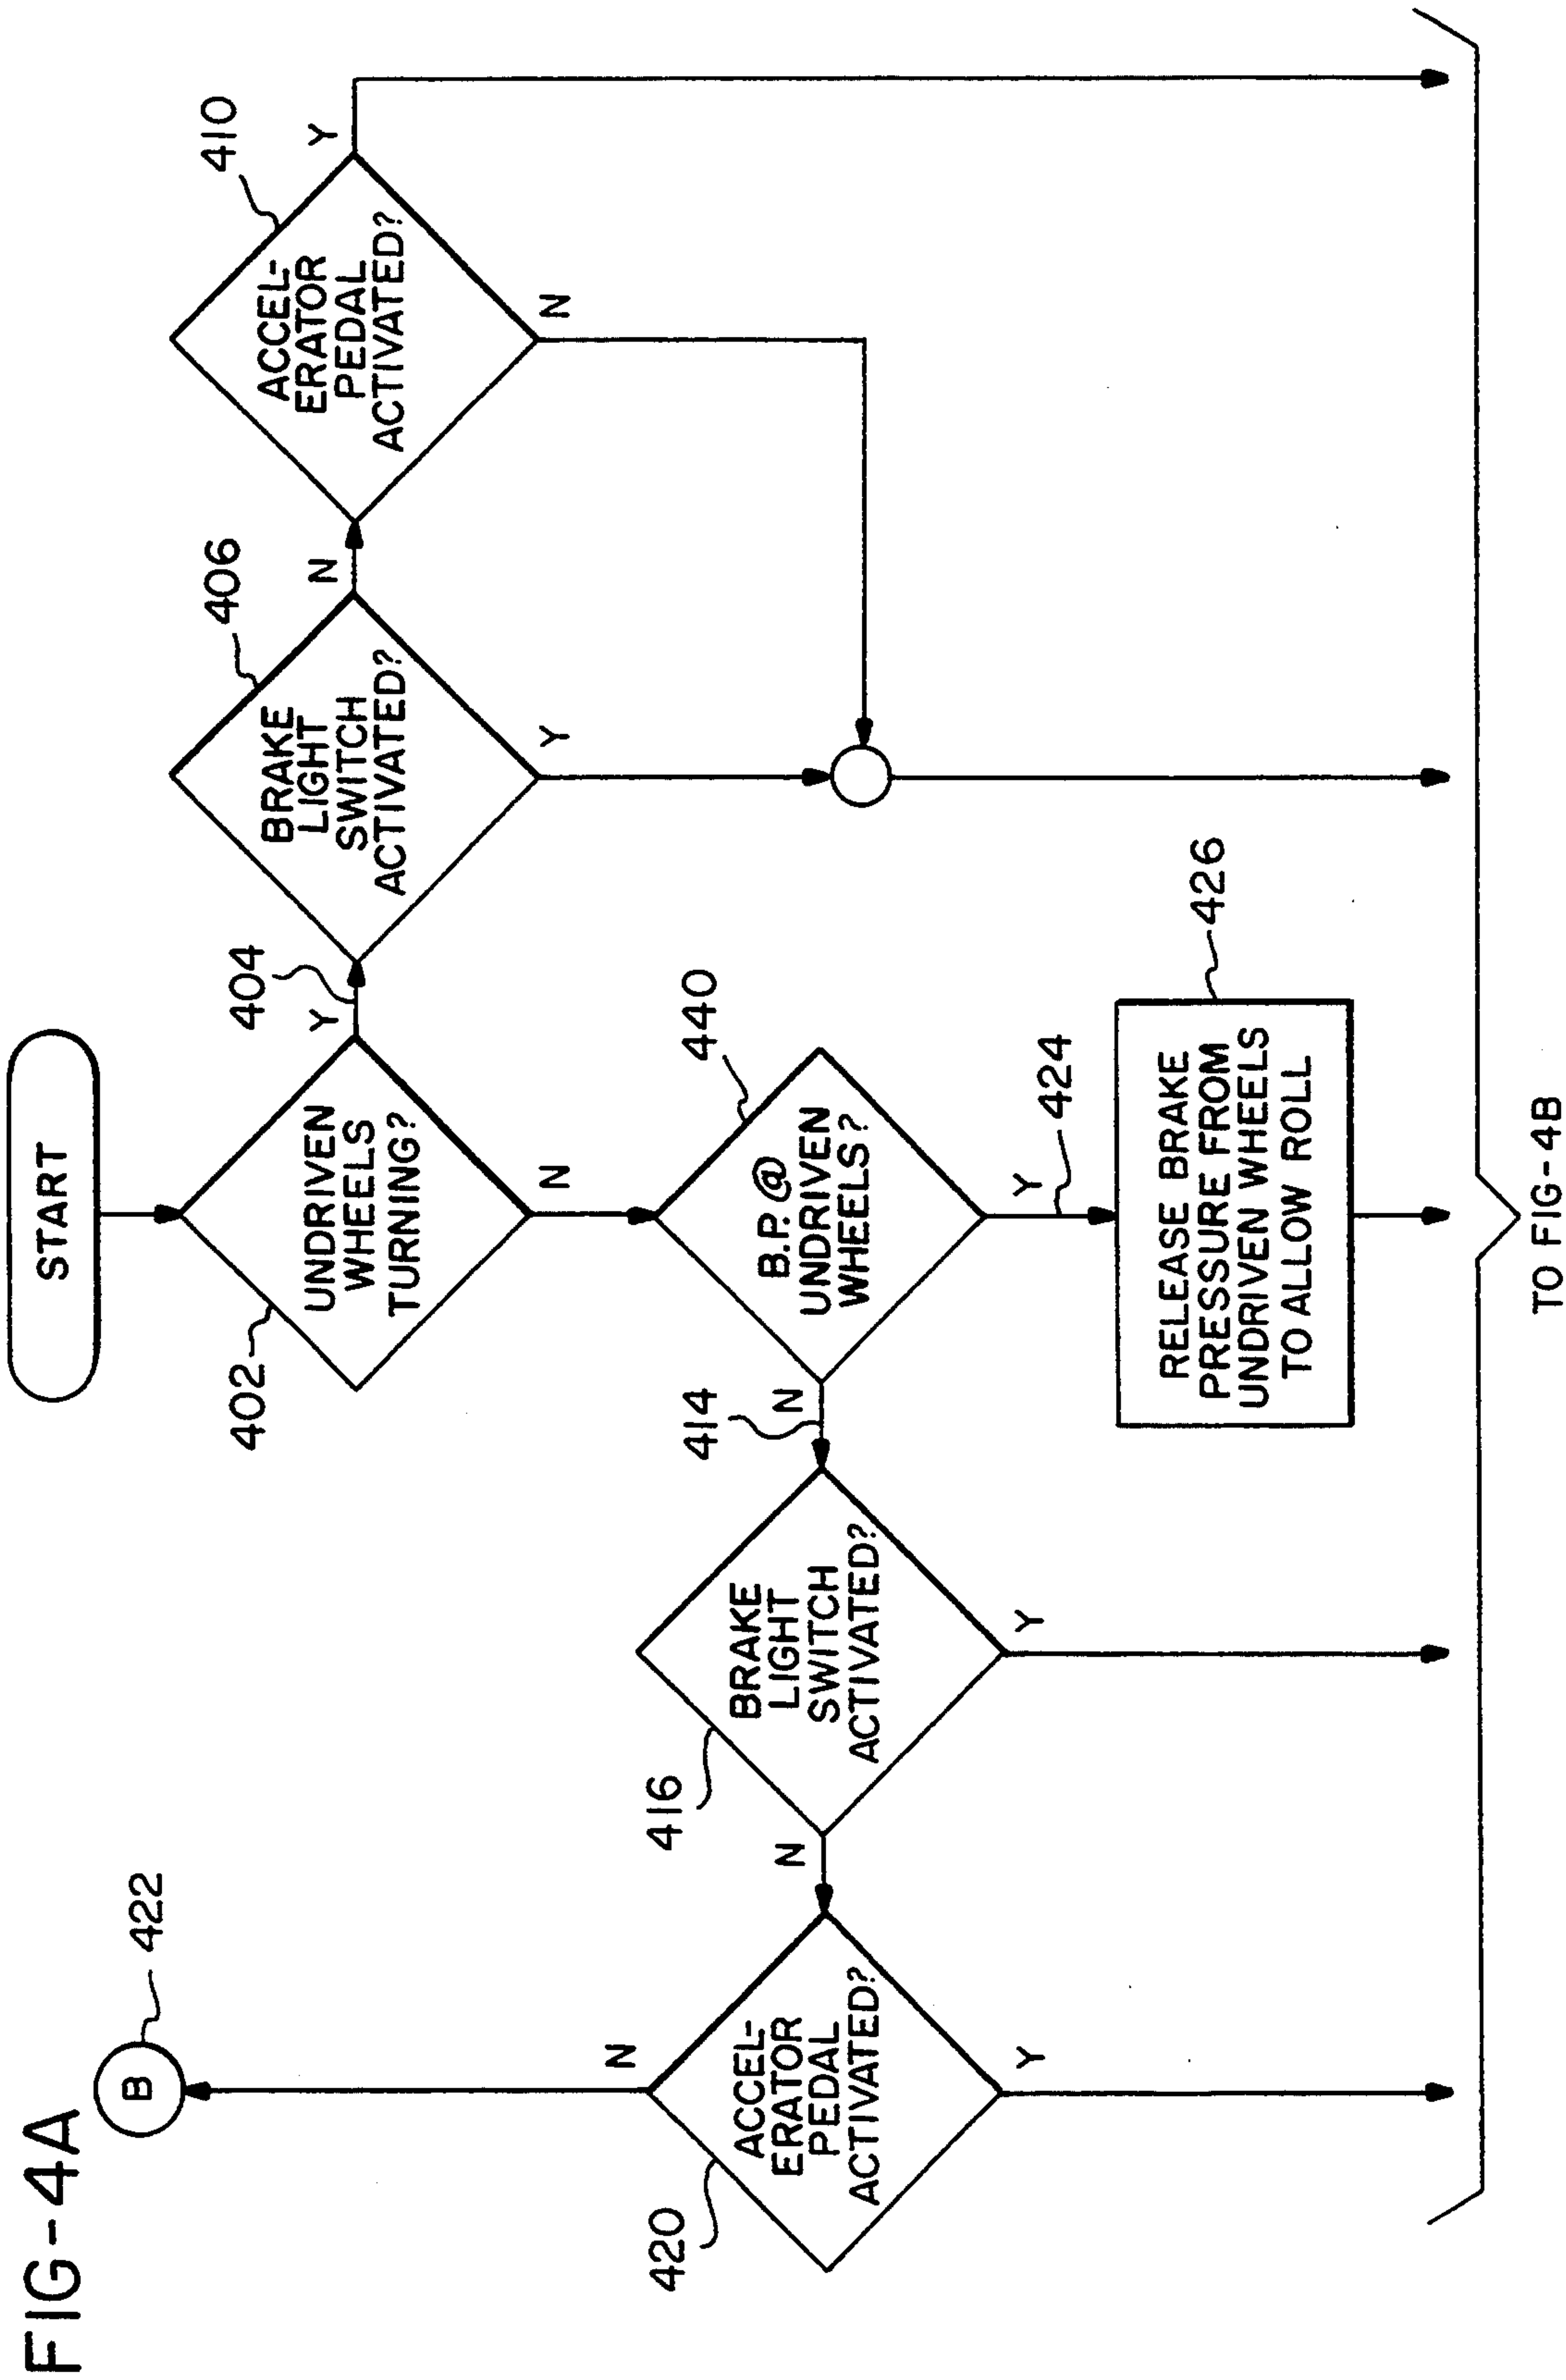 FIG-4A
START
B
422
402
UNDRIVEN
WHEELS
TURNING?
Y
404
N
BRAKE
LIGHT
SWITCH
ACTIVATED?
406
N
Y
ACCEL-
ERATOR
PEDAL
ACTIVATED?
410
Y
N
B.P. @
UNDRIVEN
WHEELS?
440
N
414
Y
424
BRAKE
LIGHT
SWITCH
ACTIVATED?
416
N
Y
ACCEL-
ERATOR
PEDAL
ACTIVATED?
420
N
Y
RELEASE BRAKE
PRESSURE FROM
UNDRIVEN WHEELS
TO ALLOW ROLL
426
TO FIG-4B